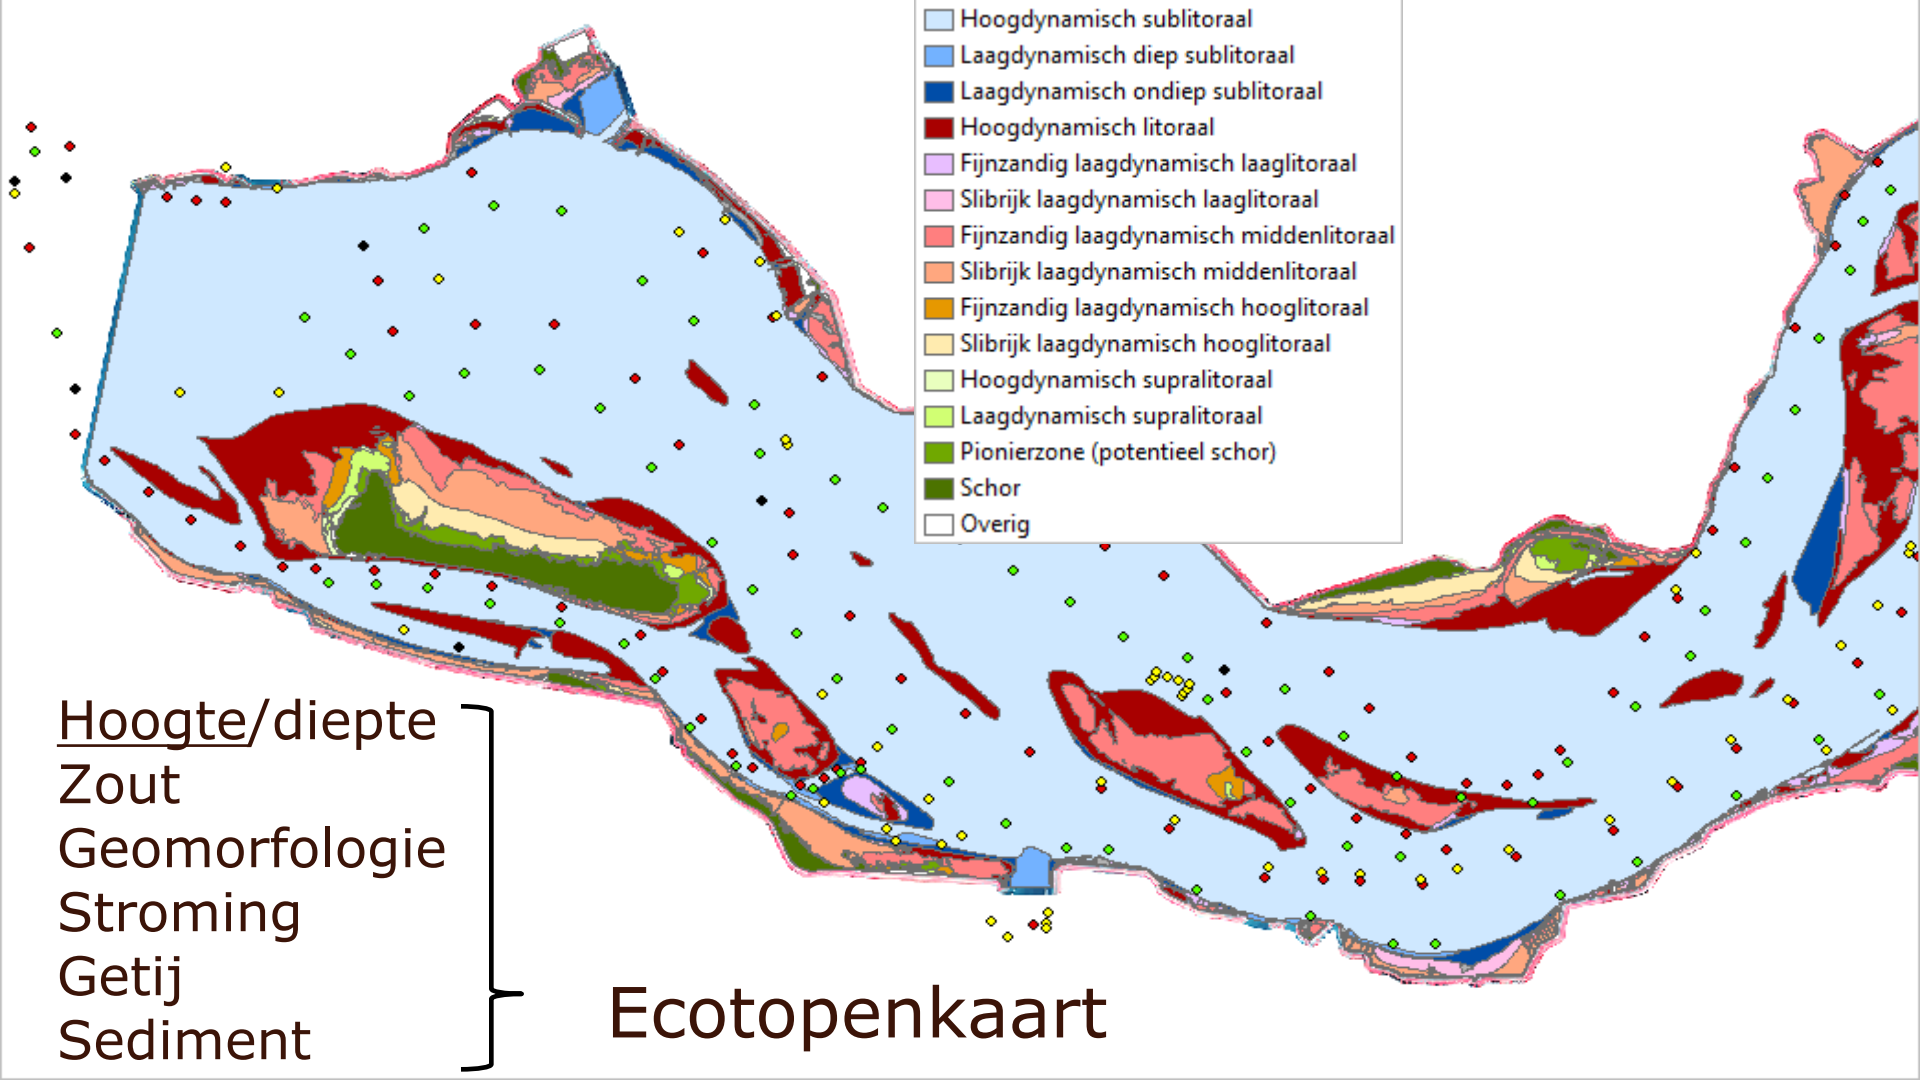 Hoogdynamisch sublitoraal
Laagdynamisch diep sublitoraal
Laagdynamisch ondiep sublitoraal
Hoogdynamisch litoraal
Fijnzandig laagdynamisch laaglitoraal
Slibrijk laagdynamisch laaglitoraal
Fijnzandig laagdynamisch middenlitoraal
Slibrijk laagdynamisch middenlitoraal
Fijnzandig laagdynamisch hooglitoraal
Slibrijk laagdynamisch hooglitoraal
Hoogdynamisch supralitoraal
Laagdynamisch supralitoraal
Pionierzone (potentieel schor)
Schor
Overig
Hoogte/diepte
Zout
Geomorfologie
Stroming
Getij
Sediment
Ecotopenkaart